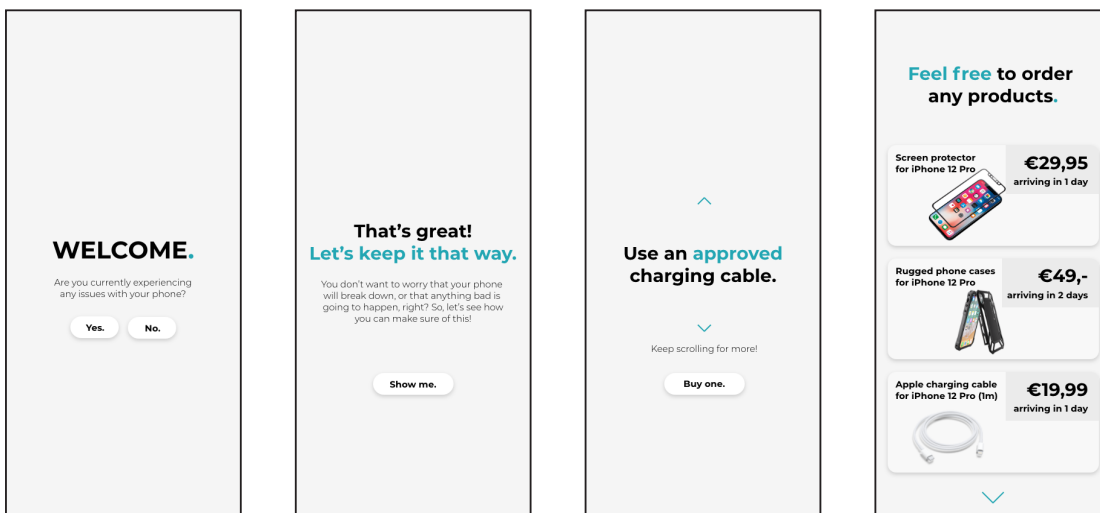 WELCOME.
Are you currently experiencing
any issues with your phone?
Yes.
No.
That’s great!
Let’s keep it that way.
You don’t want to worry that your phone
will break down, or that anything bad is
going to happen, right? So, let’s see how
you can make sure of this!
Show me.
Use an approved
charging cable.
Keep scrolling for more!
Buy one.
Feel free to order
any products.
Screen protector
for iPhone 12 Pro
€29,95
arriving in 1 day
Rugged phone cases
for iPhone 12 Pro
€49,-
arriving in 2 days
Apple charging cable
for iPhone 12 Pro (1m)
€19,99
arriving in 1 day